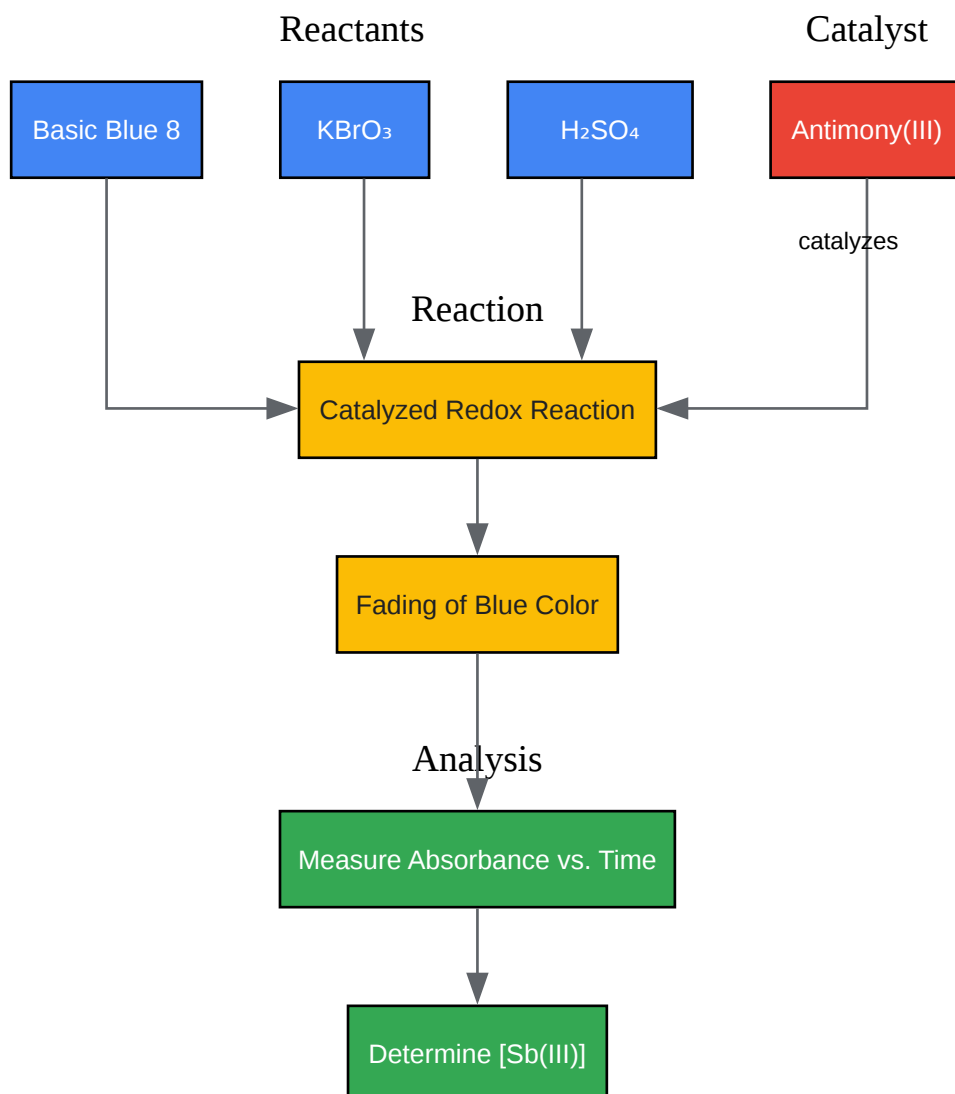 Reactants
Catalyst
Basic Blue 8
KBrO₃
H₂SO₄
Antimony(III)
catalyzes
Reaction
Catalyzed Redox Reaction
Fading of Blue Color
Analysis
Measure Absorbance vs. Time
Determine [Sb(III)]